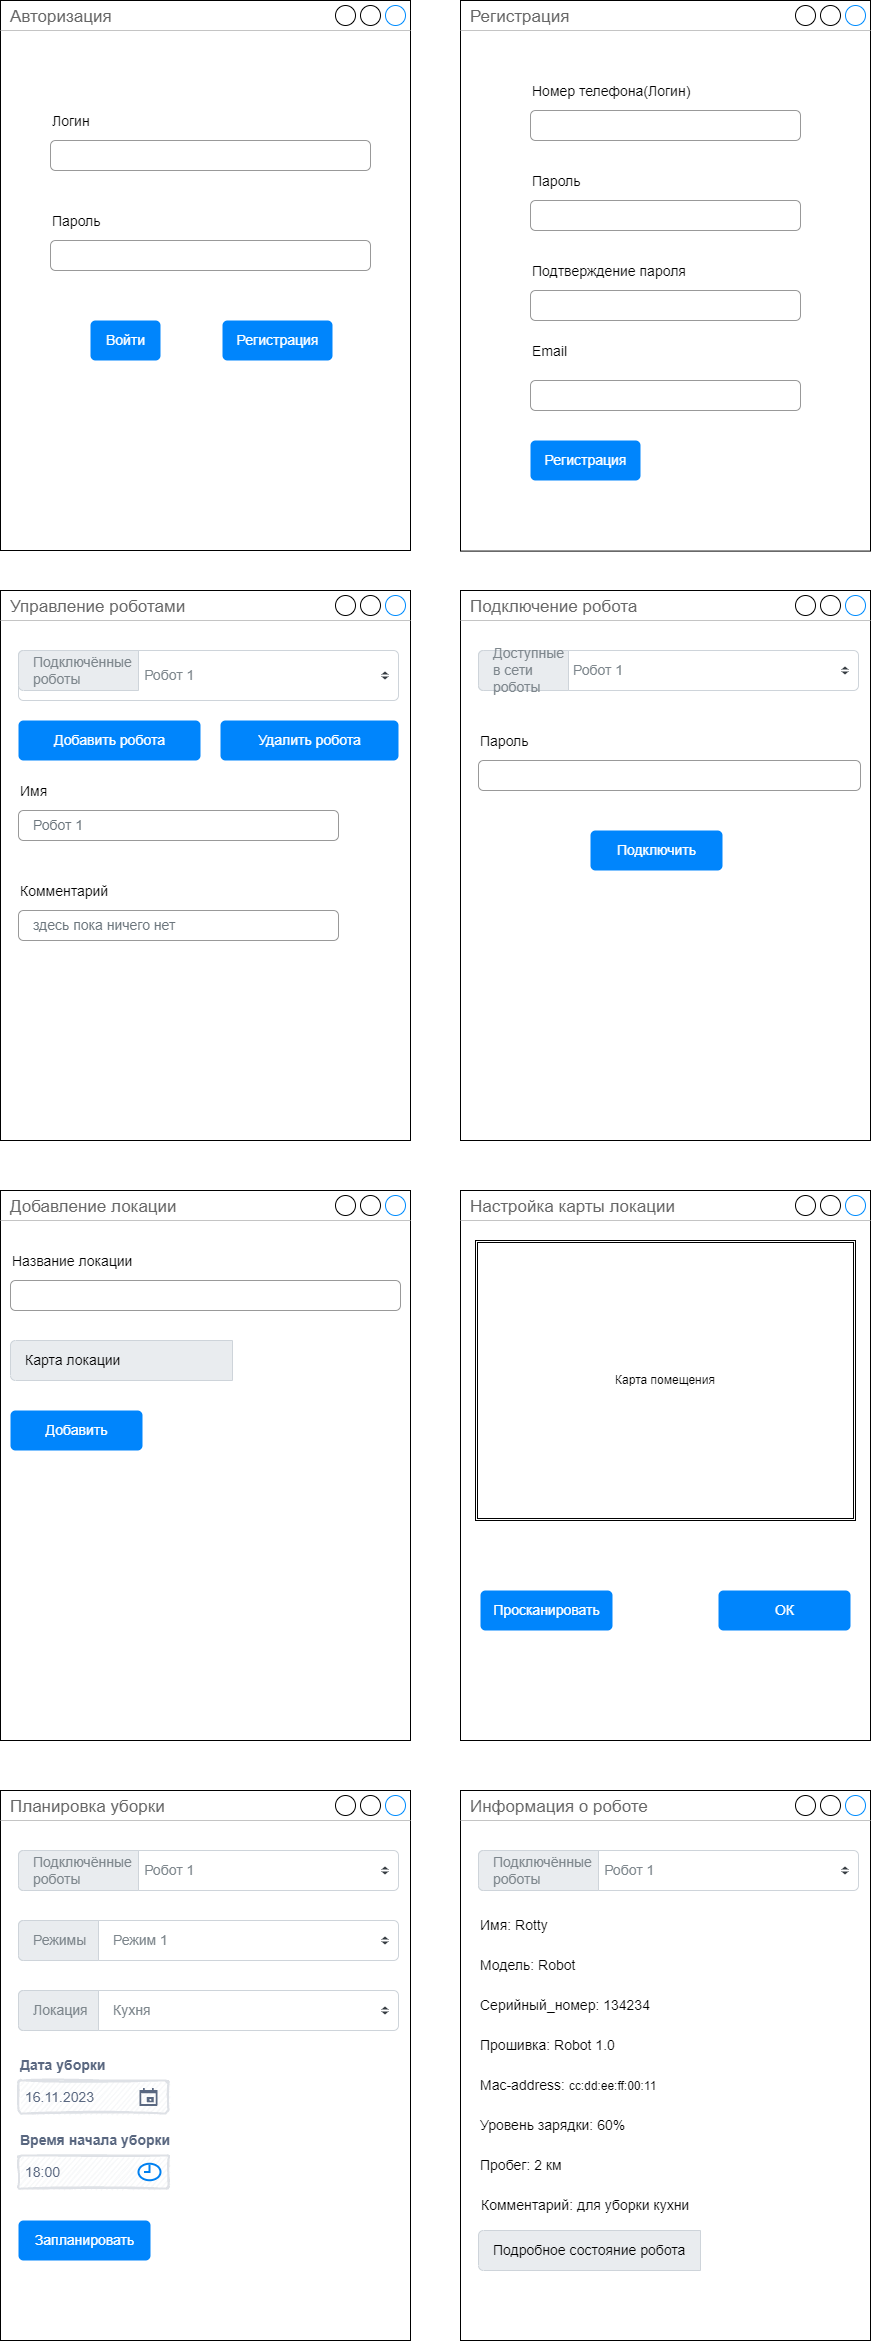 Авторизация
Логин
Пароль
Войти
Регистрация
Регистрация
Номер телефона(Логин)
Пароль
Подтверждение пароля
Email
Регистрация
Управление роботами
Подключённые
роботы
Робот 1
Добавить робота
Удалить робота
Имя
Робот 1
Комментарий
здесь пока ничего нет
Подключение робота
Доступные
в сети
роботы
Робот 1
Пароль
Подключить
Добавление локации
Название локации
Карта локации
Добавить
Настройка карты локации
Карта помещения
Просканировать
ОК
Планировка уборки
Подключённые
роботы
Робот 1
Режимы
Режим 1
Локация
Кухня
Дата уборки
16.11.2023
Время начала уборки
18:00
Запланировать
Информация о роботе
Подключённые
роботы
Робот 1
Имя: Rotty
Модель: Robot
Серийный_номер: 134234
Прошивка: Robot 1.0
Mac-address: cc:dd:ee:ff:00:11
Уровень зарядки: 60%
Пробег: 2 км
Комментарий: для уборки кухни
Подробное состояние робота